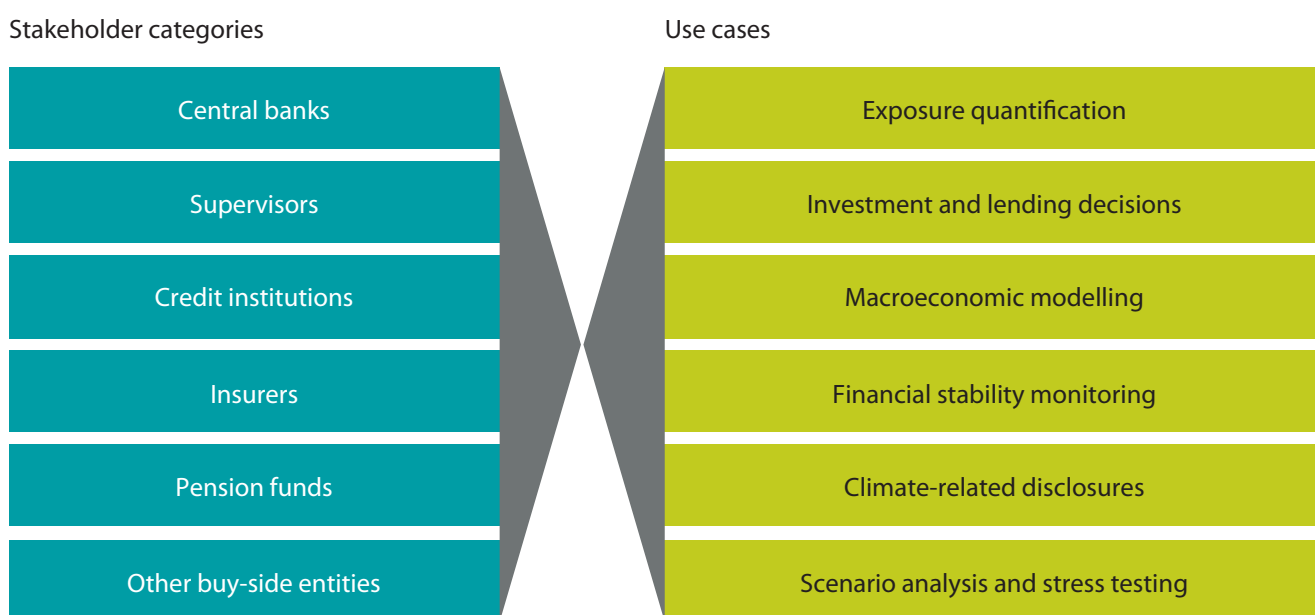 Stakeholder categories
Central banks
Supervisors
Credit institutions
Insurers
Pension funds
Other buy-side entities
Use cases
Exposure quantification
Investment and lending decisions
Macroeconomic modelling
Financial stability monitoring
Climate-related disclosures
Scenario analysis and stress testing